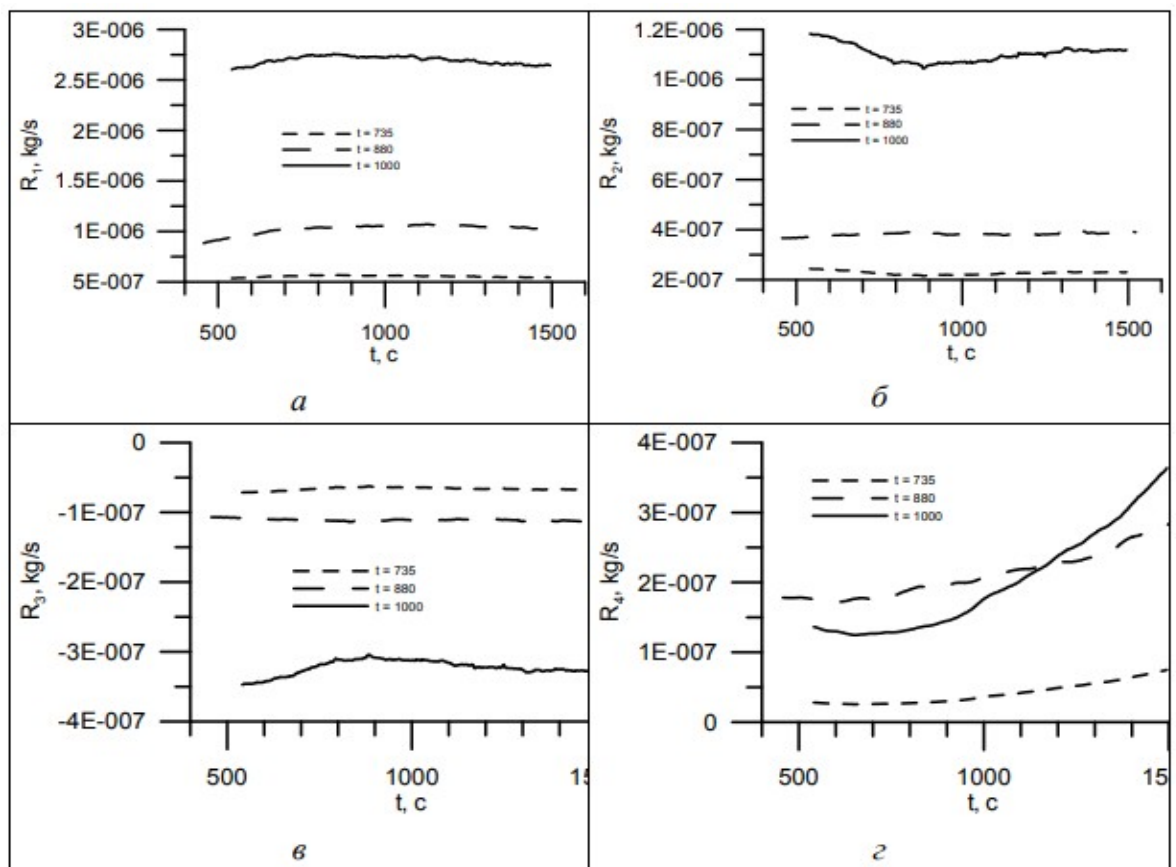 3E-006
2.5E-006
2E-006
1.5E-006
1E-006
5E-007
R1, kg/s
t = 735
t = 880
t = 1000
500 1000 1500
t, c
а
1.2E-006
1E-006
8E-007
6E-007
4E-007
2E-007
R2, kg/s
t = 735
t = 880
t = 1000
500 1000 1500
t, c
б
0
-1E-007
-2E-007
-3E-007
-4E-007
R3, kg/s
t = 735
t = 880
t = 1000
500 1000 15
t, c
в
4E-007
3E-007
2E-007
1E-007
0
R4, kg/s
t = 735
t = 880
t = 1000
500 1000 15
t, c
г